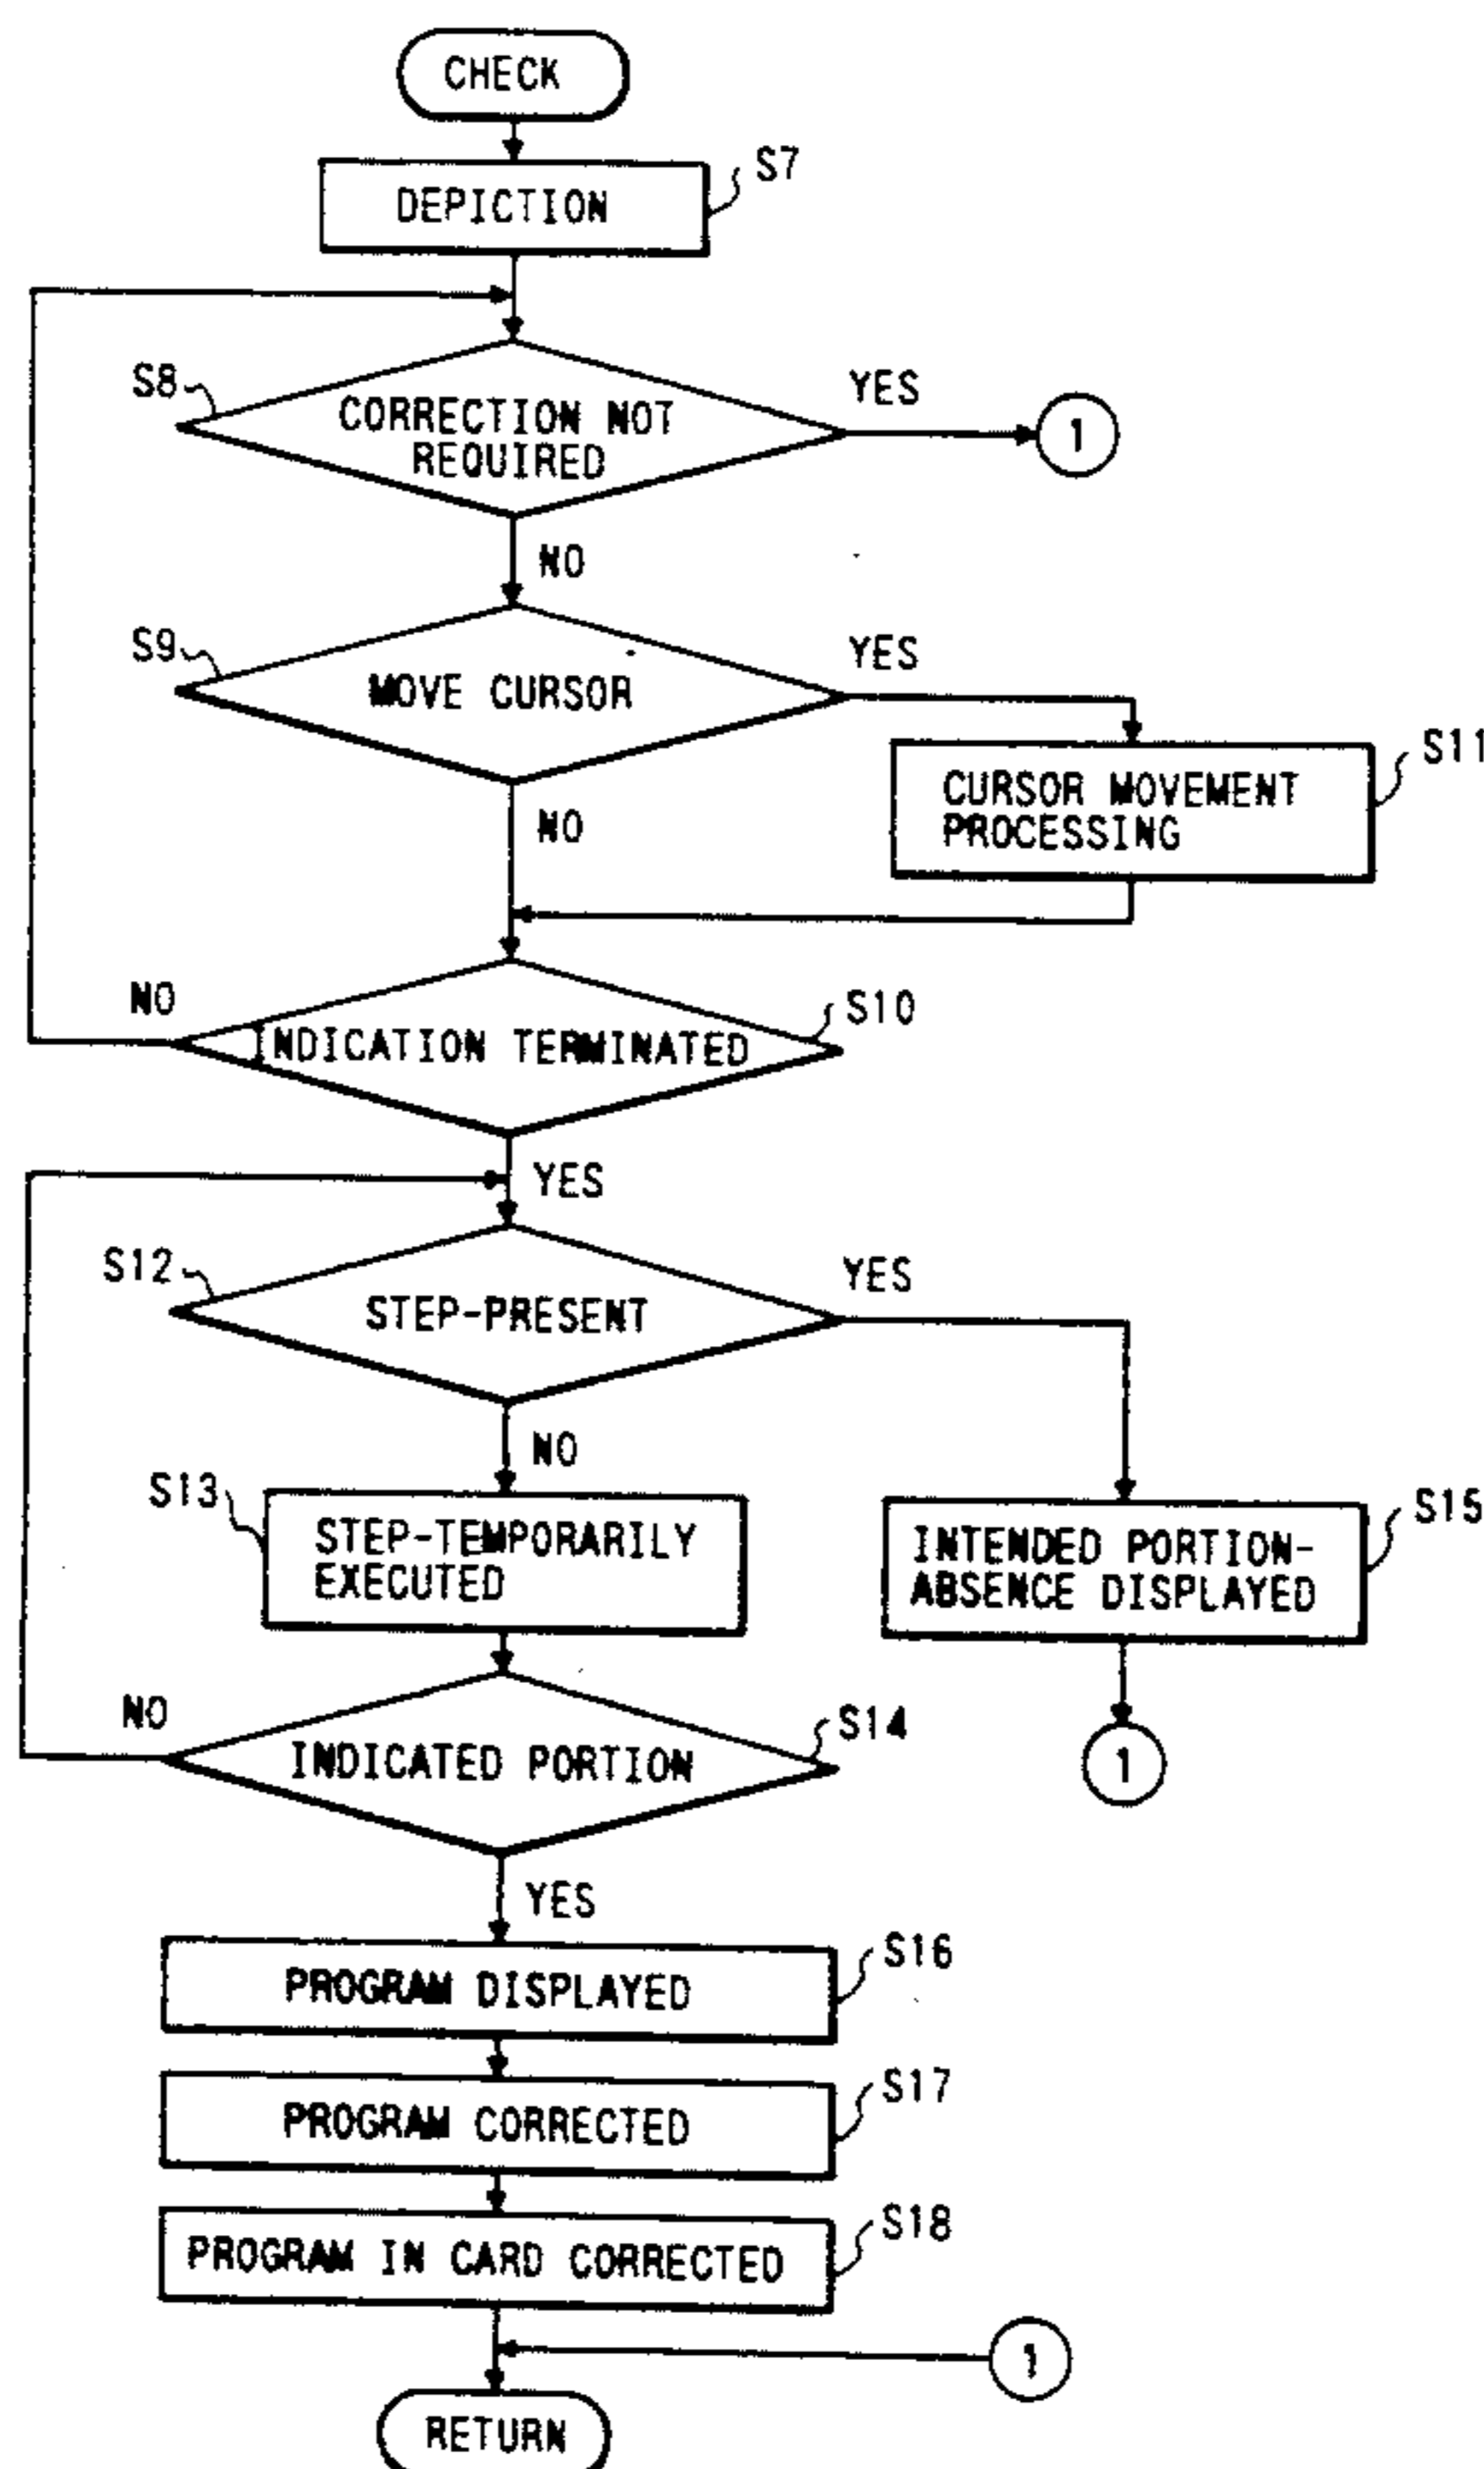 CHECK
S7
DEPICTION
S8
CORRECTION NOT
REQUIRED
YES
1
NO
S9
MOVE CURSOR
YES
S11
CURSOR MOVEMENT
PROCESSING
NO
NO
S10
INDICATION TERMINATED
YES
S12
STEP-PRESENT
YES
NO
S13
STEP-TEMPORARILY
EXECUTED
S15
INTENDED PORTION-
ABSENCE DISPLAYED
NO
S14
INDICATED PORTION
1
YES
S16
PROGRAM DISPLAYED
S17
PROGRAM CORRECTED
S18
PROGRAM IN CARD CORRECTED
1
RETURN